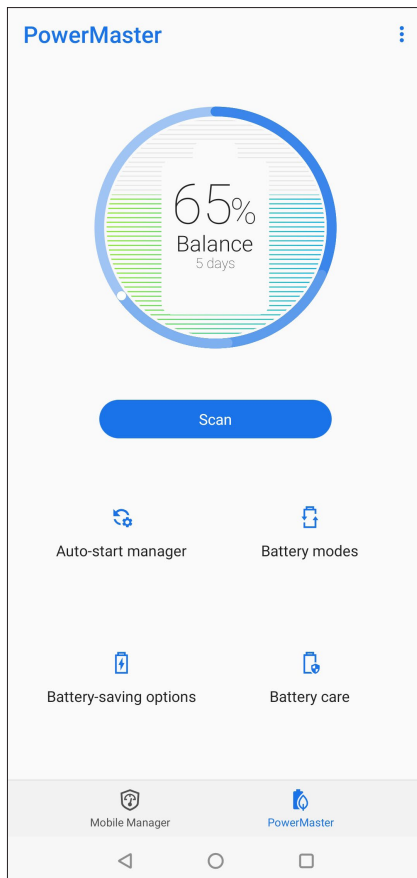 PowerMaster
65%
Balance
5 days
Scan
Auto-start manager
Battery modes
Battery-saving options
Battery care
Mobile Manager
PowerMaster